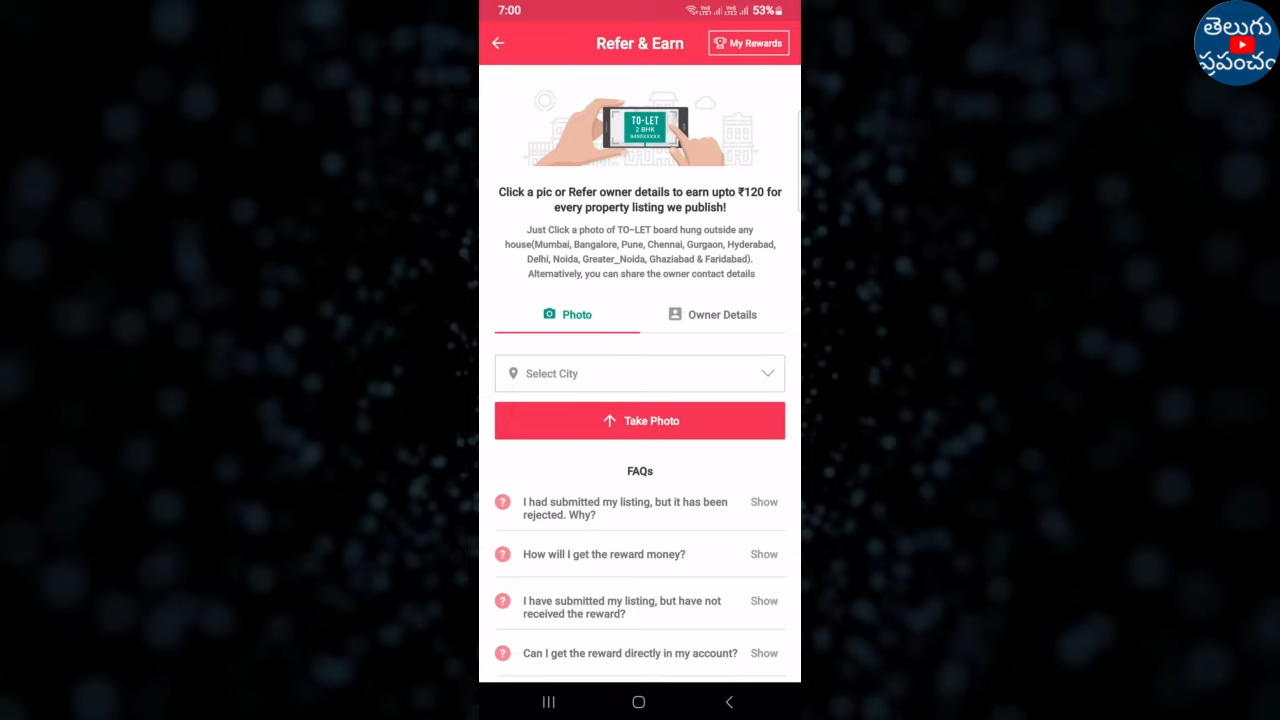 7:00
53%
Refer & Earn
My Rewards
తెలుగు
ప్రపంచం
TO-LET
2 BHK
9495XXXXX
Click a pic or Refer owner details to earn upto ₹120 for
every property listing we publish!
Just Click a photo of TO-LET board hung outside any
house(Mumbai, Bangalore, Pune, Chennai, Gurgaon, Hyderabad,
Delhi, Noida, Greater_Noida, Ghaziabad & Faridabad).
Alternatively, you can share the owner contact details
Photo
Owner Details
Select City
Take Photo
FAQs
I had submitted my listing, but it has been
rejected. Why?
Show
How will I get the reward money?
Show
I have submitted my listing, but have not
received the reward?
Show
Can I get the reward directly in my account?
Show